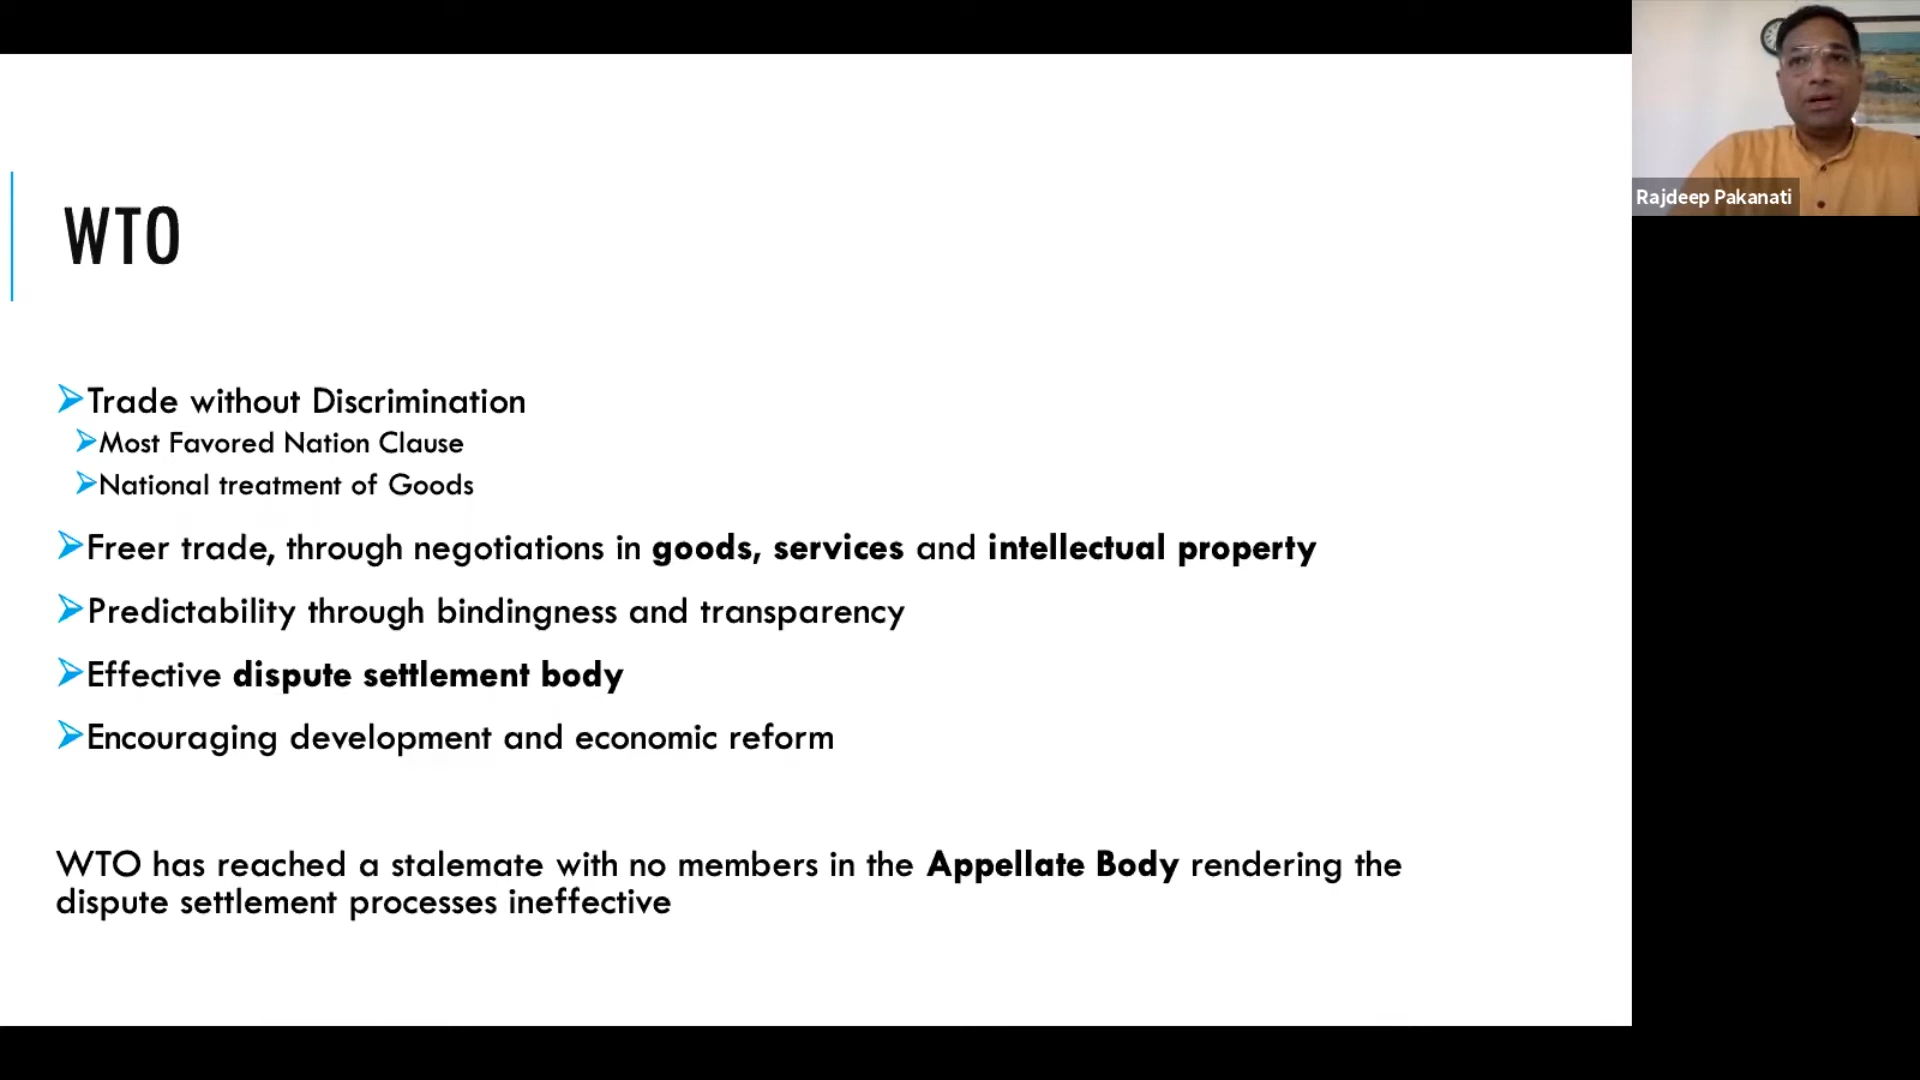 WTO
Trade without Discrimination
Most Favored Nation Clause
National treatment of Goods
Freer trade, through negotiations in goods, services and intellectual property
Predictability through bindingness and transparency
Effective dispute settlement body
Encouraging development and economic reform
WTO has reached a stalemate with no members in the Appellate Body rendering the
dispute settlement processes ineffective
Rajdeep Pakanati